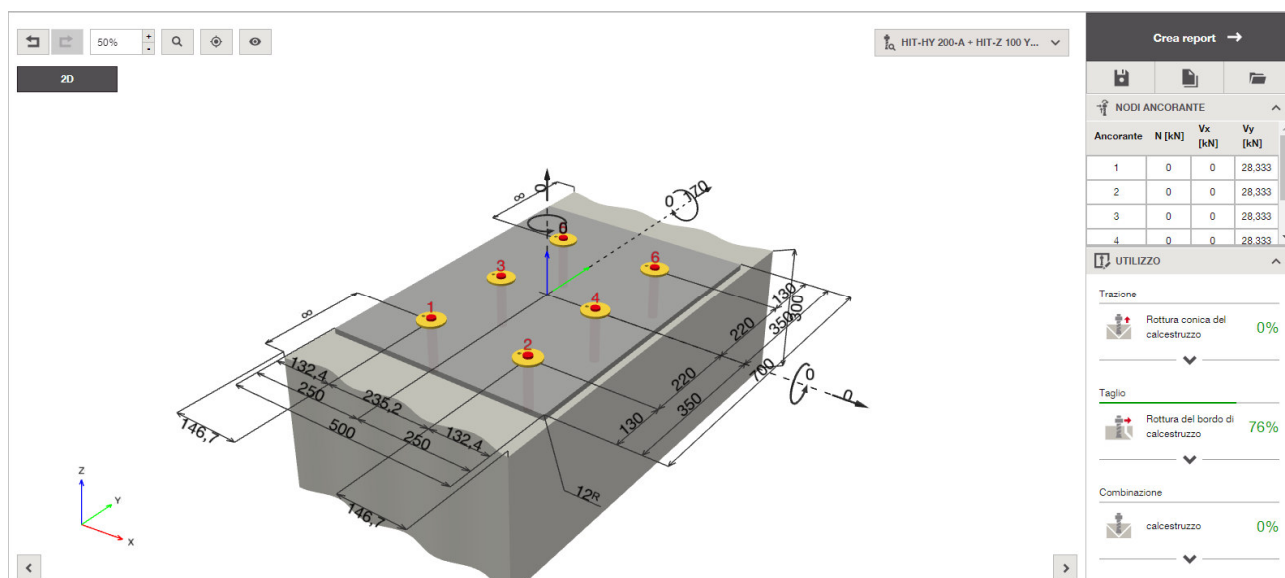 50%
+
-
HIT-HY 200-A + HIT-Z 100 Y...
Crea report
2D
NODI ANCORANTE
Ancorante N [kN] Vx [kN] Vy [kN]
1 0 0 28,333
2 0 0 28,333
3 0 0 28,333
4 0 0 28,333
UTILIZZO
Trazione
Rottura conica del
calcestruzzo
0%
Taglio
Rottura del bordo di
calcestruzzo
76%
Combinazione
calcestruzzo
0%
∞
0
0
170
3
6
1
4
2
∞
130
300
220
350
700
220
130
350
0
0
132,4
235,2
132,4
250
250
500
146,7
146,7
12R
Z
Y
X